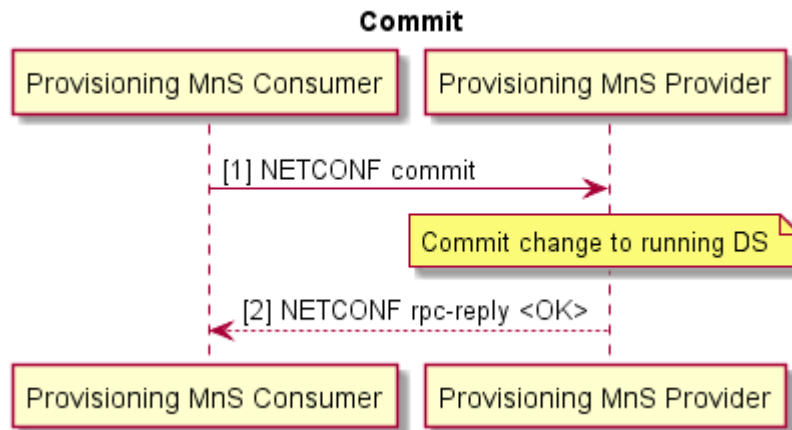 Commit
Provisioning MnS Consumer
Provisioning MnS Provider
[1] NETCONF commit
Commit change to running DS
[2] NETCONF rpc-reply <OK>
Provisioning MnS Consumer
Provisioning MnS Provider